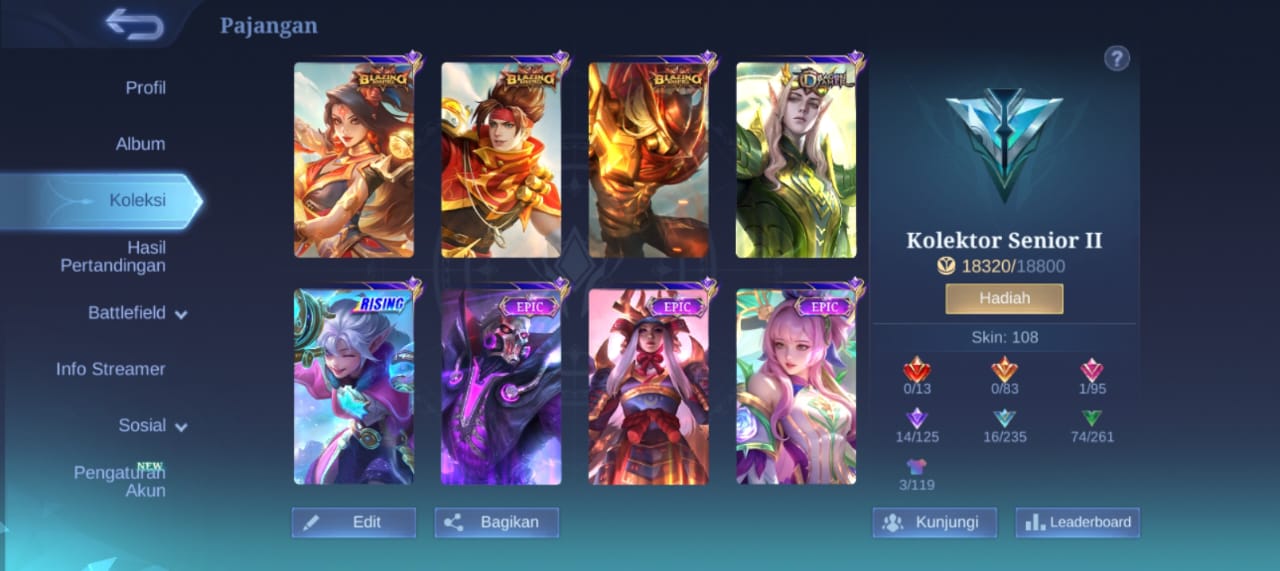 Pajangan
Profil
Album
Koleksi
Hasil
Pertandingan
Battlefield
Info Streamer
Sosial
NEW
Pengaturan
Akun
BLAZING
BLAZING
BLAZING
RISING
EPIC
EPIC
EPIC
Edit
Bagikan
?
Kolektor Senior II
18320/18800
Hadiah
Skin: 108
0/13
0/83
1/95
14/125
16/235
74/261
3/119
Kunjungi
Leaderboard